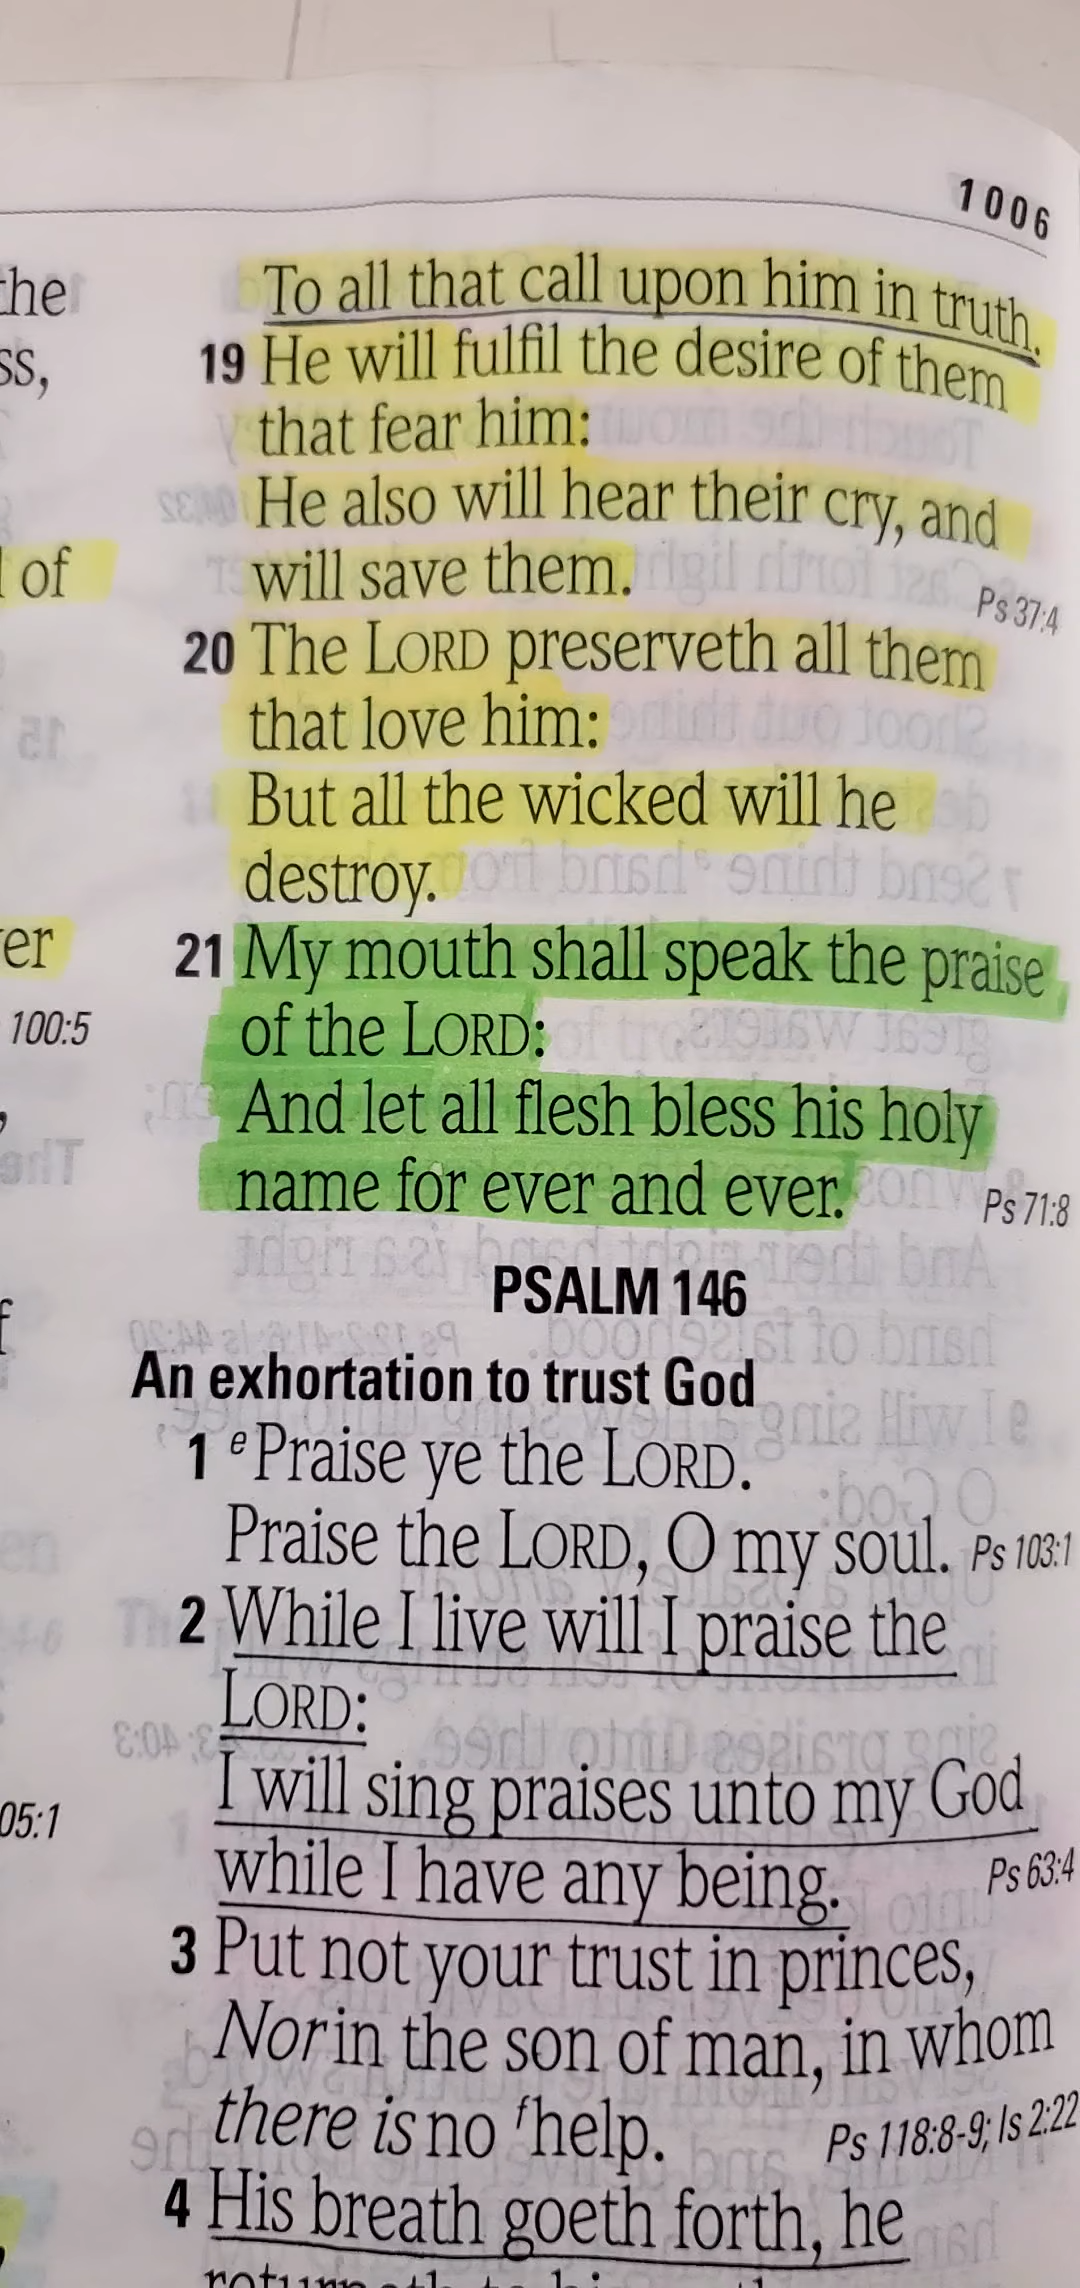 1006
the
ss,
of
er
100:5
05:1
To all that call upon him in truth.
19 He will fulfil the desire of them
that fear him:
He also will hear their cry, and
will save them.
Ps 37:4
20 The LORD preserveth all them
that love him:
But all the wicked will he
destroy.
21 My mouth shall speak the praise
of the LORD:
And let all flesh bless his holy
name for ever and ever.
Ps 71:8
PSALM 146
An exhortation to trust God
1 e Praise ye the LORD.
Praise the LORD, O my soul. Ps 103:1
2 While I live will I praise the
LORD:
I will sing praises unto my God
while I have any being. Ps 63:4
3 Put not your trust in princes,
Nor in the son of man, in whom
there is no f help. Ps 118:8-9; Is 2:22
4 His breath goeth forth, he